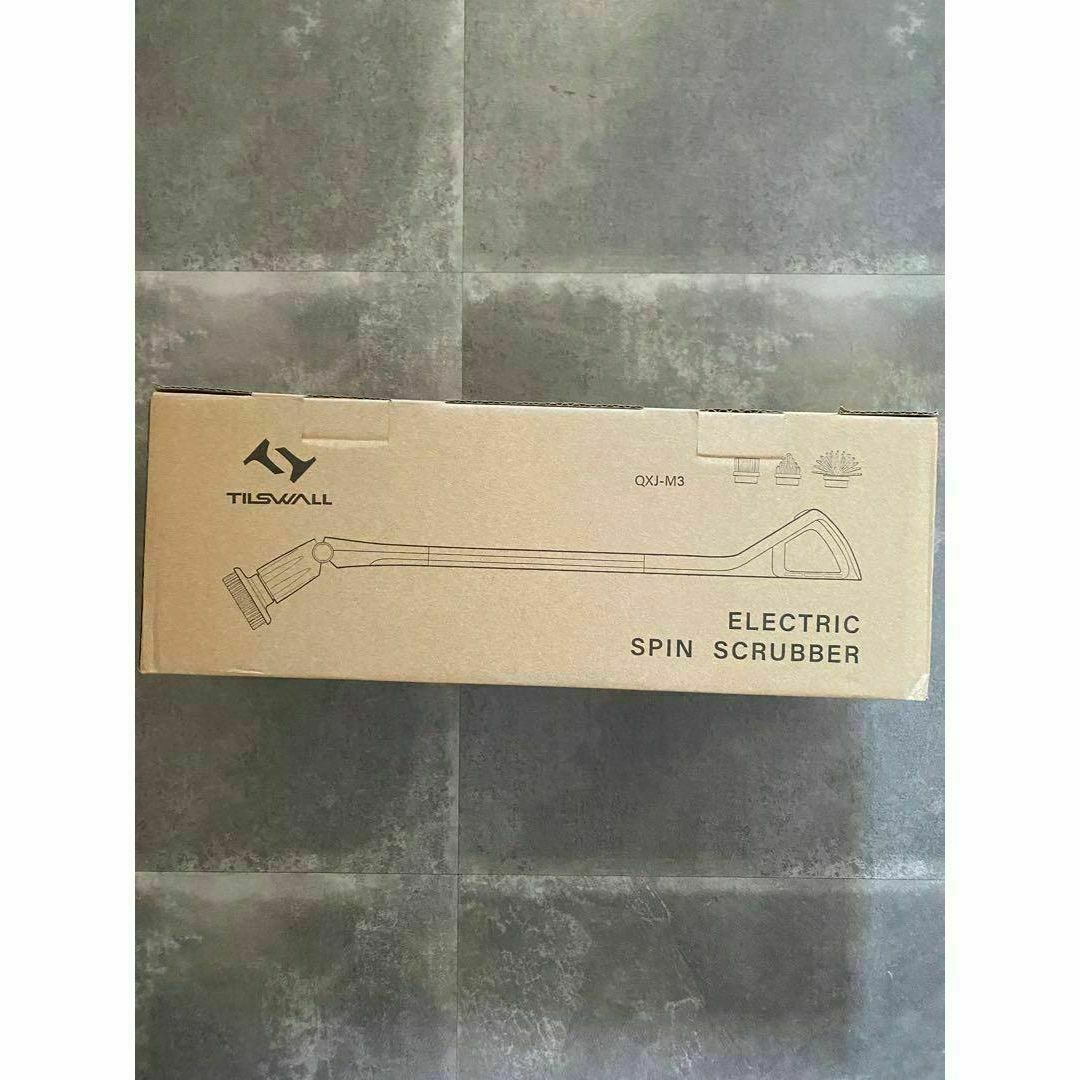 TILSWALL
QXJ-M3
ELECTRIC
SPIN SCRUBBER